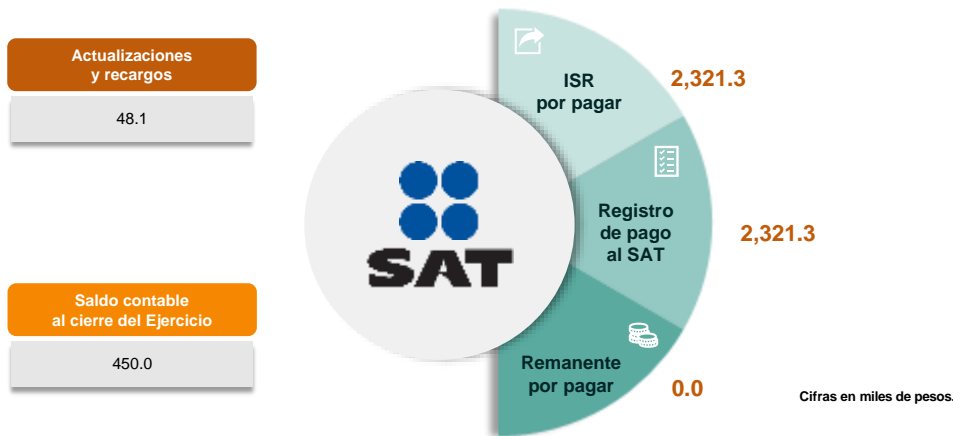 Actualizaciones
y recargos
48.1
Saldo contable
al cierre del Ejercicio
450.0
SAT
ISR
por pagar
2,321.3
Registro
de pago
al SAT
2,321.3
Remanente
por pagar
0.0
Cifras en miles de pesos.